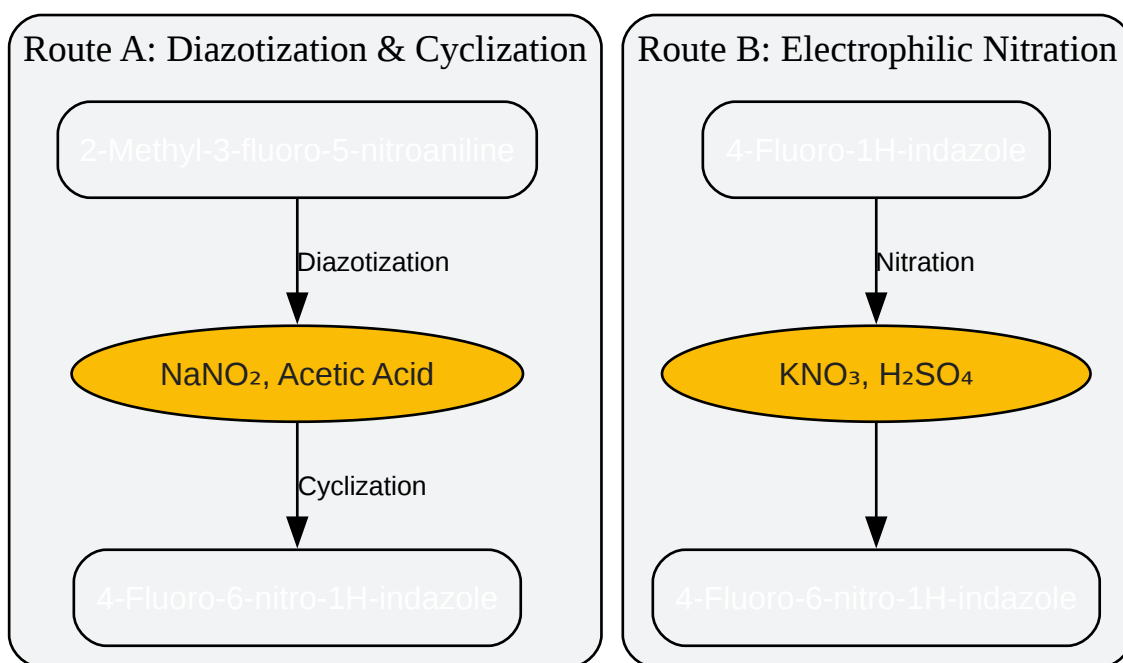 Route A: Diazotization & Cyclization
2-Methyl-3-fluoro-5-nitroaniline
Diazotization
NaNO₂, Acetic Acid
Cyclization
4-Fluoro-6-nitro-1H-indazole
Route B: Electrophilic Nitration
4-Fluoro-1H-indazole
Nitration
KNO₃, H₂SO₄
4-Fluoro-6-nitro-1H-indazole